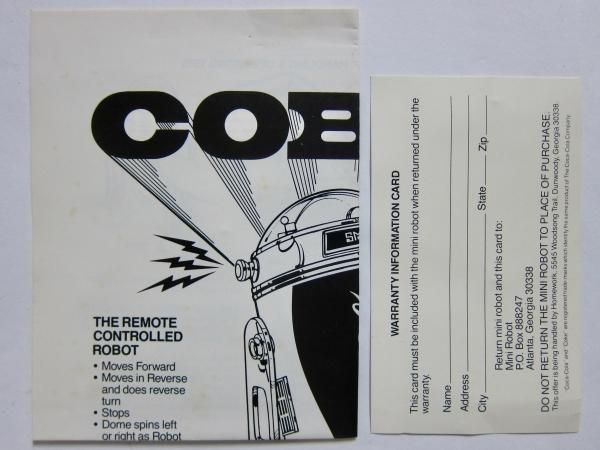 COB
THE REMOTE
CONTROLLED
ROBOT
• Moves Forward
• Moves in Reverse
and does reverse
turn
• Stops
• Dome spins left
or right as Robot
WARRANTY INFORMATION CARD
This card must be included with the mini robot when returned under the
warranty.
Name
Address
City State Zip
Return mini robot and this card to:
Mini Robot
P.O. Box 888247
Atlanta, Georgia 30338
DO NOT RETURN THE MINI ROBOT TO PLACE OF PURCHASE.
This offer is being handled by Homework, 5545 Woodsong Trail, Dunwoody, Georgia 30338
"Coca-Cola" and "Coke" are registered trade-marks which identify the same product of The Coca-Cola Company.